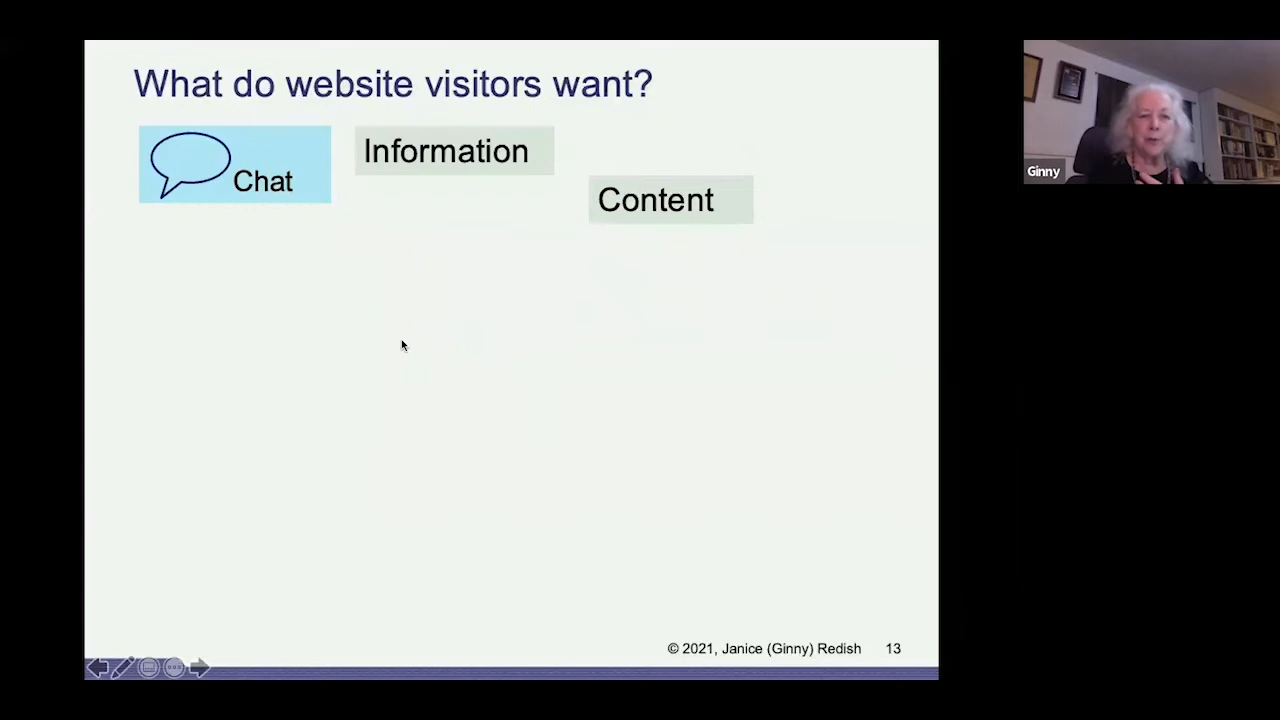 What do website visitors want?
Chat
Information
Content
Ginny
© 2021, Janice (Ginny) Redish 13